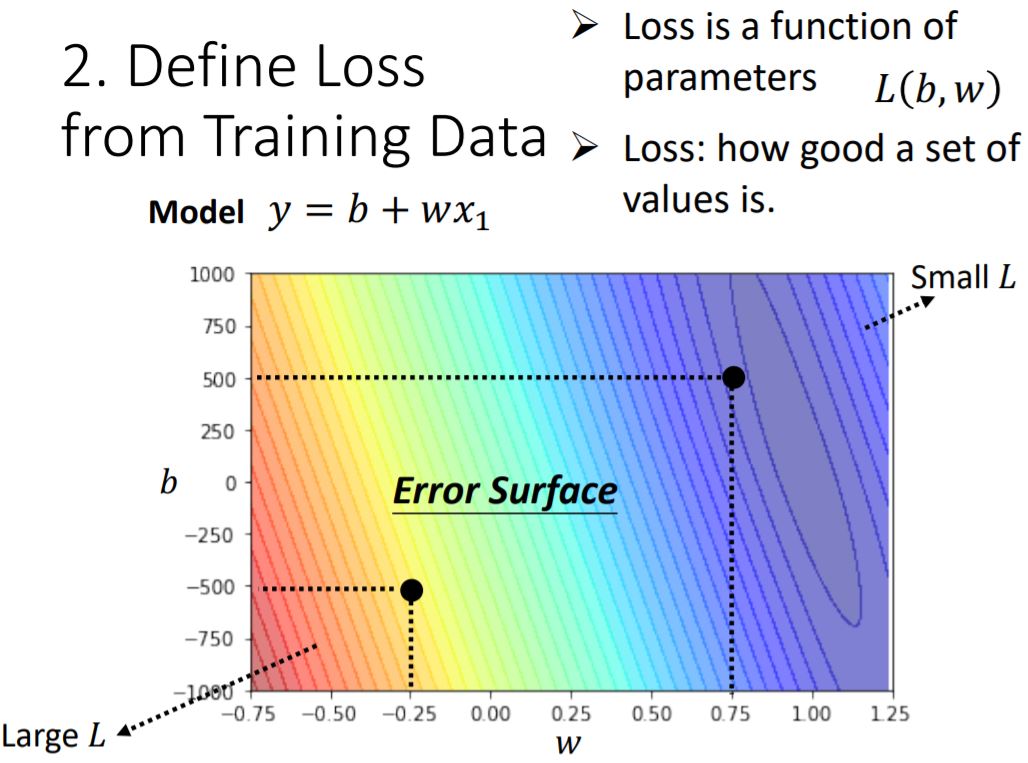 2. Define Loss
from Training Data
➢ Loss is a function of
parameters L(b, w)
➢ Loss: how good a set of
values is.
Model y = b + wx₁
Small L
1000
750
500
250
b
0
Error Surface
−250
−500
−750
−1000
Large L
−0.75 −0.50 −0.25 0.00 0.25 0.50 0.75 1.00 1.25
w